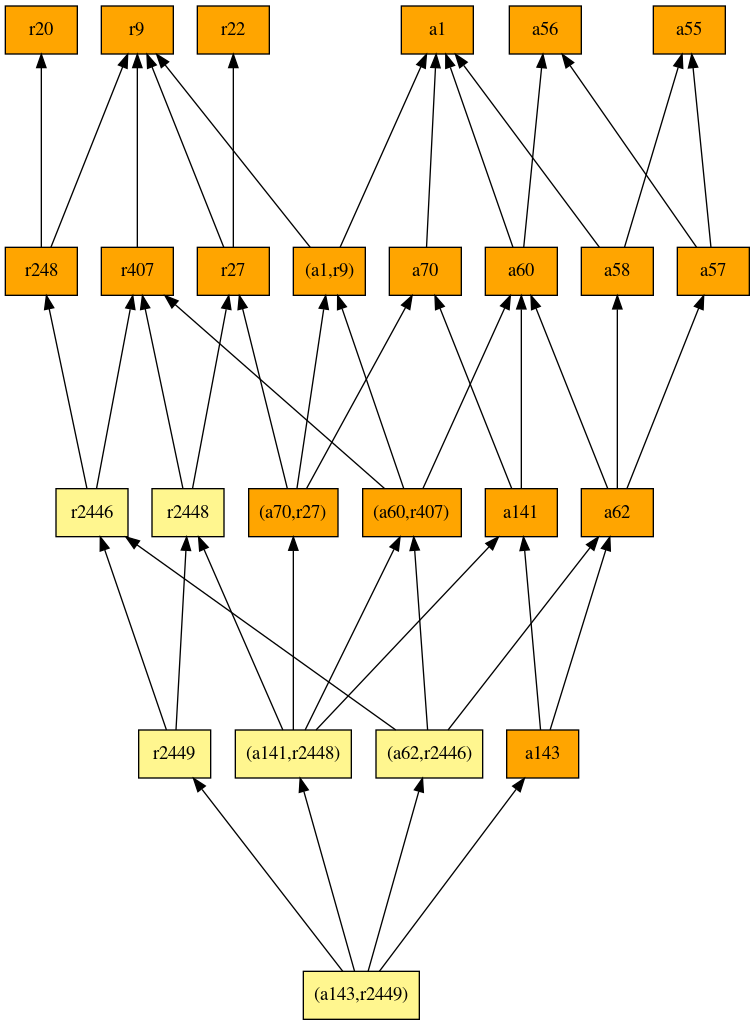 r20 r9 r22 a1 a56 a55
r248 r407 r27 (a1,r9) a70 a60 a58 a57
r2446 r2448 (a70,r27) (a60,r407) a141 a62
r2449 (a141,r2448) (a62,r2446) a143
(a143,r2449)